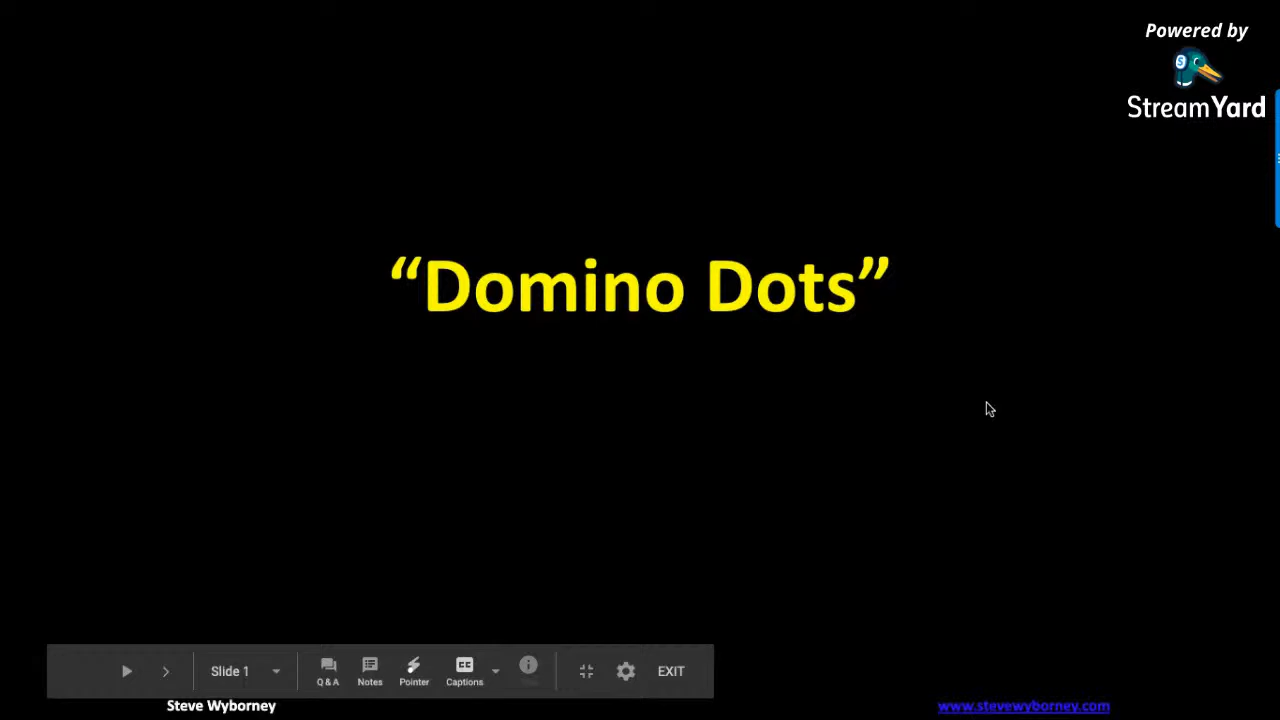 Powered by
StreamYard
“Domino Dots”
Slide 1
Q & A
Notes
Pointer
Captions
EXIT
Steve Wyborney
www.stevewyborney.com